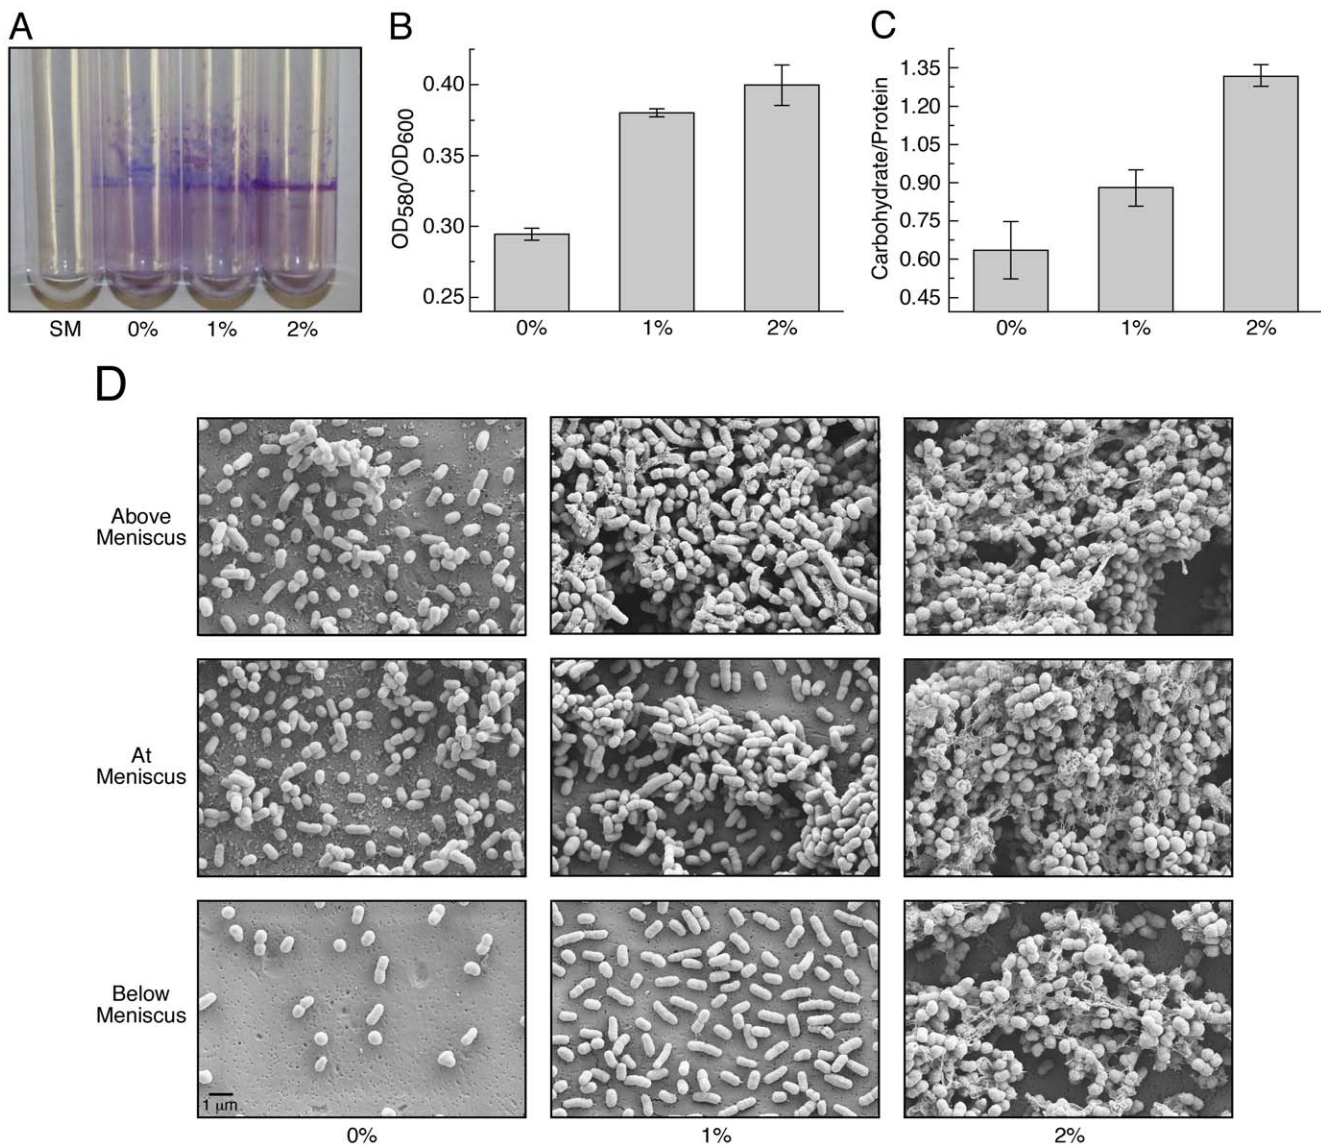 A
SM 0% 1% 2%
B
OD580/OD600
0.40
0.35
0.30
0.25
0% 1% 2%
C
Carbohydrate/Protein
1.35
1.20
1.05
0.90
0.75
0.60
0.45
0% 1% 2%
D
Above
Meniscus
At
Meniscus
Below
Meniscus
1 μm
0% 1% 2%